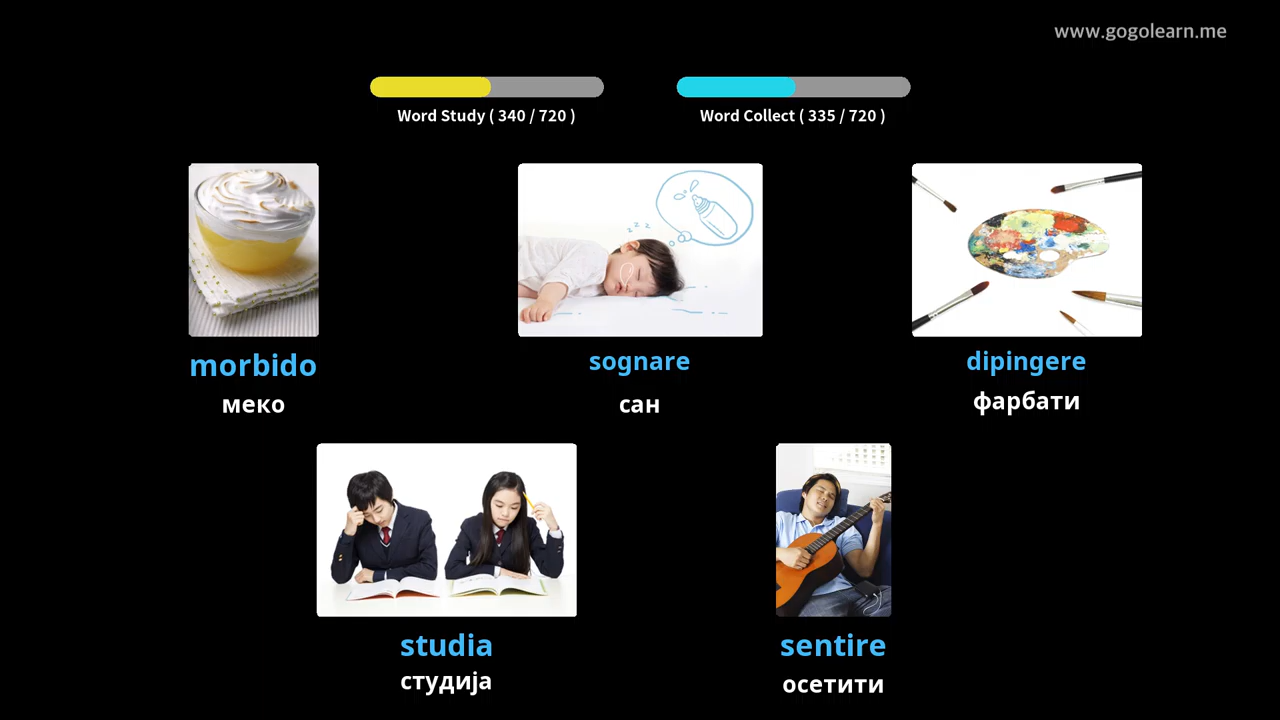 www.gogolearn.me
Word Study ( 340 / 720 )
Word Collect ( 335 / 720 )
morbido
меко
sognare
сан
dipingere
фарбати
studia
студија
sentire
осетити